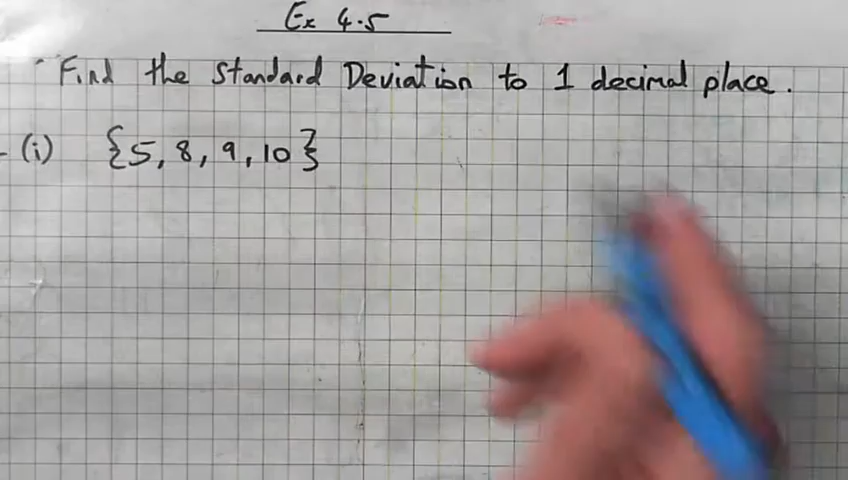 Ex 4.5
Find the Standard Deviation to 1 decimal place.
(i) {5, 8, 9, 10}